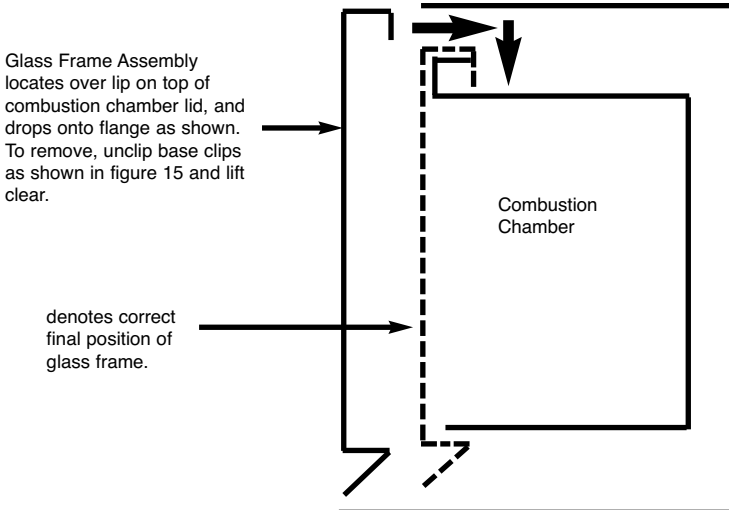 Glass Frame Assembly
locates over lip on top of
combustion chamber lid, and
drops onto flange as shown.
To remove, unclip base clips
as shown in figure 15 and lift
clear.
Combustion
Chamber
denotes correct
final position of
glass frame.